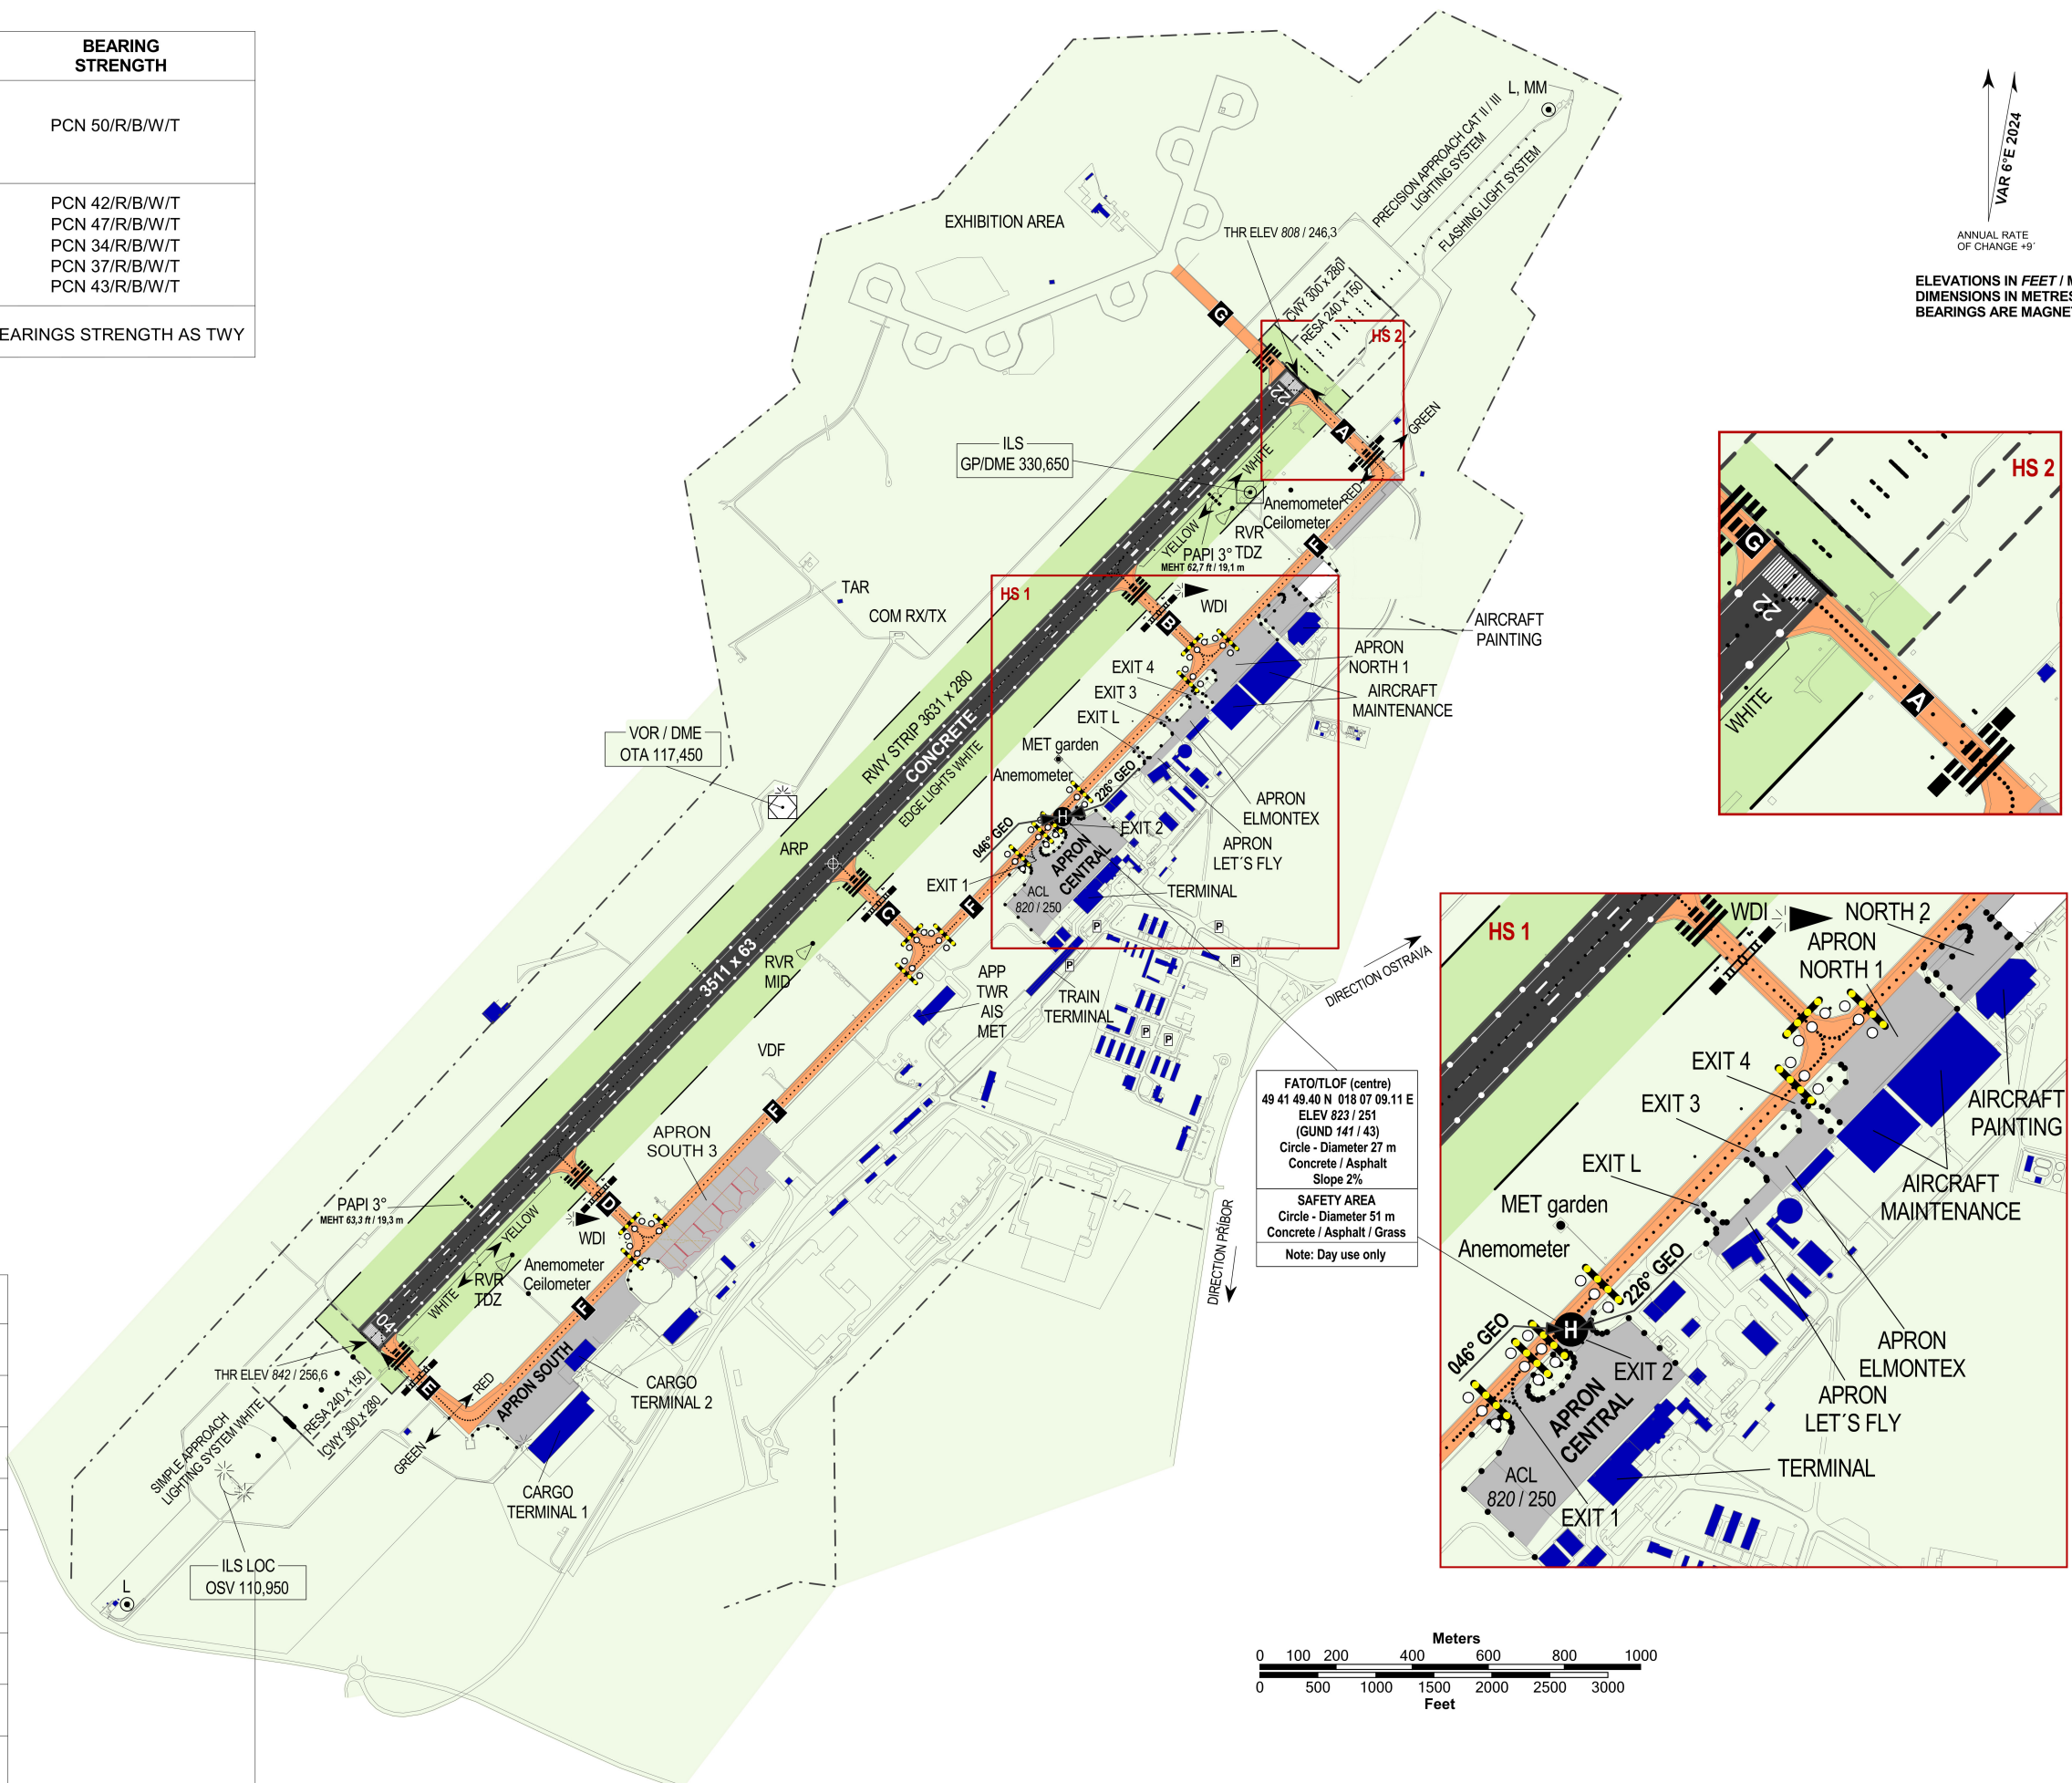 BEARING
STRENGTH
PCN 50/R/B/W/T
PCN 42/R/B/W/T
PCN 47/R/B/W/T
PCN 34/R/B/W/T
PCN 37/R/B/W/T
PCN 43/R/B/W/T
EARINGS STRENGTH AS TWY
L, MM
PRECISION APPROACH CAT II / III
LIGHTING SYSTEM
FLASHING LIGHT SYSTEM
VAR 6°E 2024
ANNUAL RATE
OF CHANGE +9'
ELEVATIONS IN FEET / M
DIMENSIONS IN METRES
BEARINGS ARE MAGNE
EXHIBITION AREA
THR ELEV 808 / 246,3
CWY 300 x 280
RESA 240 x 150
G
HS 2
22
A
GREEN
ILS
GP/DME 330,650
WHITE
RED
Anemometer
Ceilometer
YELLOW
RVR
TDZ
PAPI 3°
MEHT 62,7 ft / 19,1 m
F
HS 1
WDI
B
TAR
COM RX/TX
AIRCRAFT
PAINTING
APRON
NORTH 1
EXIT 4
EXIT 3
EXIT L
AIRCRAFT
MAINTENANCE
RWY STRIP 3631 x 280
CONCRETE
EDGE LIGHTS WHITE
VOR / DME
OTA 117,450
MET garden
Anemometer
226° GEO
046° GEO
H
EXIT 2
APRON
ELMONTEX
APRON
LET´S FLY
APRON
CENTRAL
ARP
EXIT 1
ACL
820 / 250
TERMINAL
C
F
P
P
P
P
P
P
3511 x 63
RVR
MID
APP
TWR
AIS
MET
TRAIN
TERMINAL
DIRECTION OSTRAVA
VDF
F
APRON
SOUTH 3
FATO/TLOF (centre)
49 41 49.40 N 018 07 09.11 E
ELEV 823 / 251
(GUND 141 / 43)
Circle - Diameter 27 m
Concrete / Asphalt
Slope 2%
SAFETY AREA
Circle - Diameter 51 m
Concrete / Asphalt / Grass
Note: Day use only
DIRECTION PŘÍBOR
PAPI 3°
MEHT 63,3 ft / 19,3 m
D
WDI
YELLOW
WHITE
RVR
TDZ
Anemometer
Ceilometer
F
04
THR ELEV 842 / 256,6
RESA 240 x 150
CWY 300 x 280
E
RED
GREEN
APRON SOUTH
CARGO
TERMINAL 2
CARGO
TERMINAL 1
SIMPLE APPROACH
LIGHTING SYSTEM WHITE
ILS LOC
OSV 110,950
L
HS 2
G
22
A
WHITE
HS 1
WDI
NORTH 2
APRON
NORTH 1
EXIT 4
EXIT 3
EXIT L
AIRCRAFT
PAINTING
AIRCRAFT
MAINTENANCE
MET garden
Anemometer
226° GEO
046° GEO
H
EXIT 2
APRON
ELMONTEX
APRON
LET´S FLY
APRON
CENTRAL
ACL
820 / 250
TERMINAL
EXIT 1
Meters
0 100 200 400 600 800 1000
0 500 1000 1500 2000 2500 3000
Feet